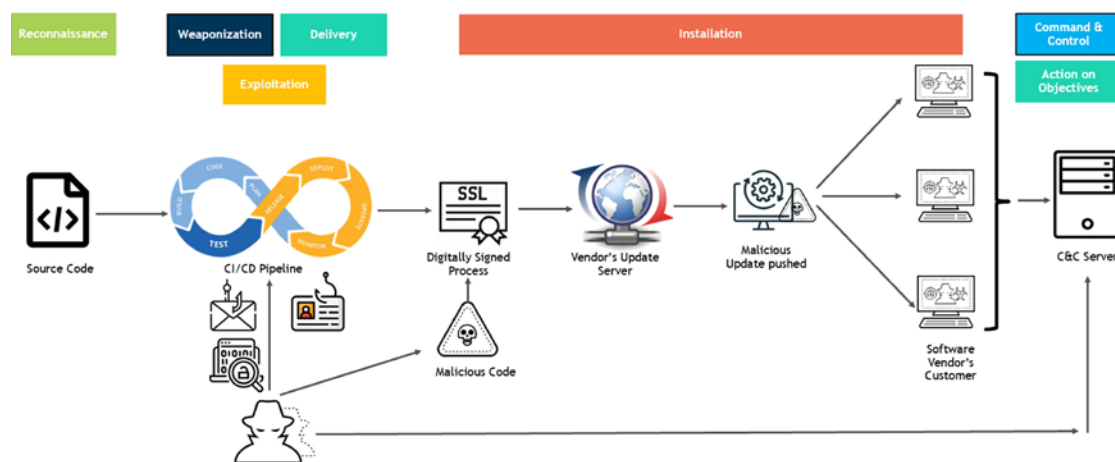 Reconnaissance
Weaponization
Delivery
Installation
Command &
Control
Exploitation
Action on
Objectives
CODE
DEPLOY
PLAN
BUILD
RELEASE
OPERATE
TEST
MONITOR
SSL
Source Code
CI/CD Pipeline
Digitally Signed
Process
Vendor's Update
Server
Malicious
Update pushed
C&C Server
Malicious Code
Software
Vendor's
Customer